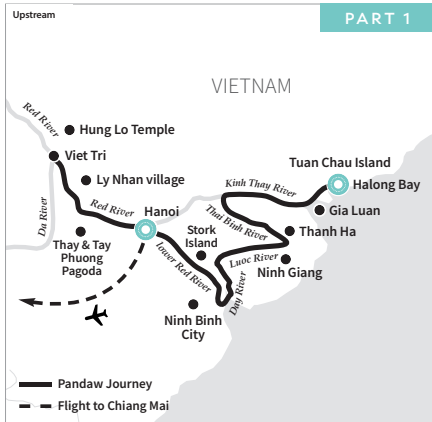 Upstream
PART 1
VIETNAM
Red River
Hung Lo Temple
Viet Tri
Tuan Chau Island
Halong Bay
Kinh Thay River
Ly Nhan village
Red River
Hanoi
Gia Luan
Da River
Thai Binh River
Thanh Ha
Stork
Island
Thay & Tay
Phuong
Pagoda
Lower Red River
Luoc River
Ninh Giang
Day River
Ninh Binh
City
Pandaw Journey
Flight to Chiang Mai